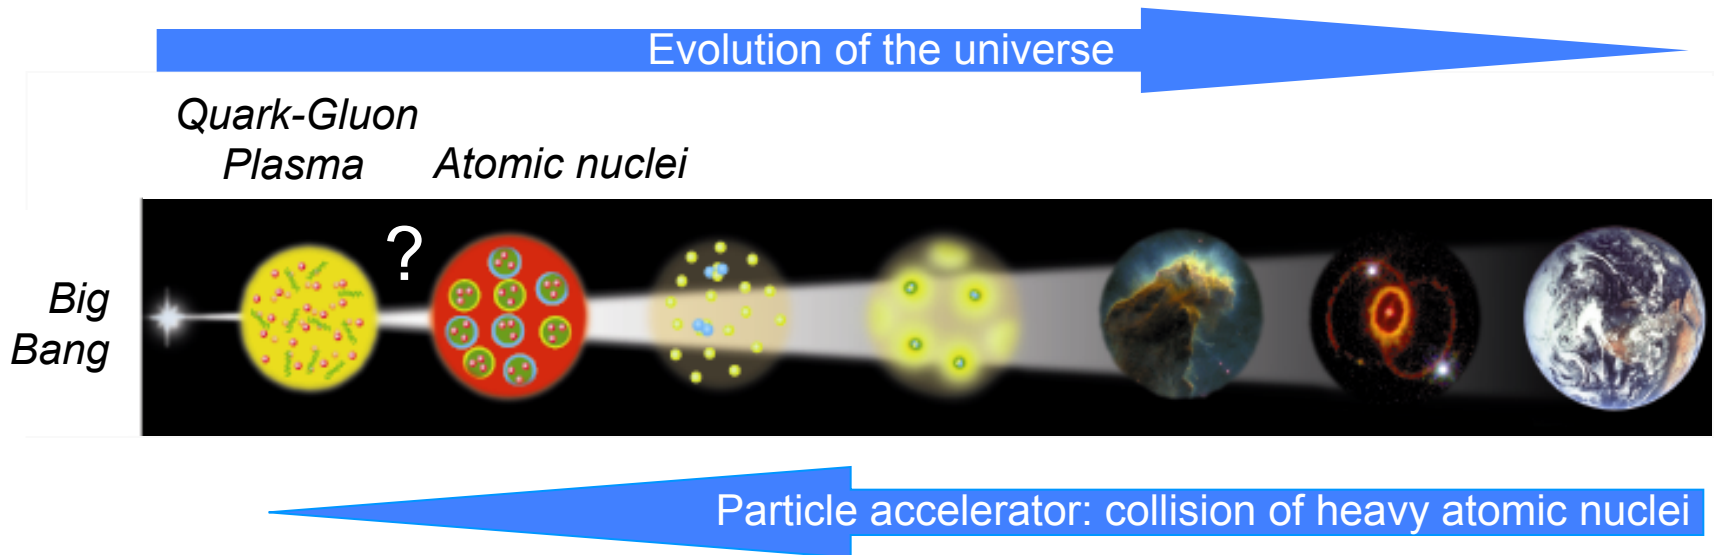 Evolution of the universe
Quark-Gluon
Plasma
Atomic nuclei
?
Big
Bang
Particle accelerator: collision of heavy atomic nuclei